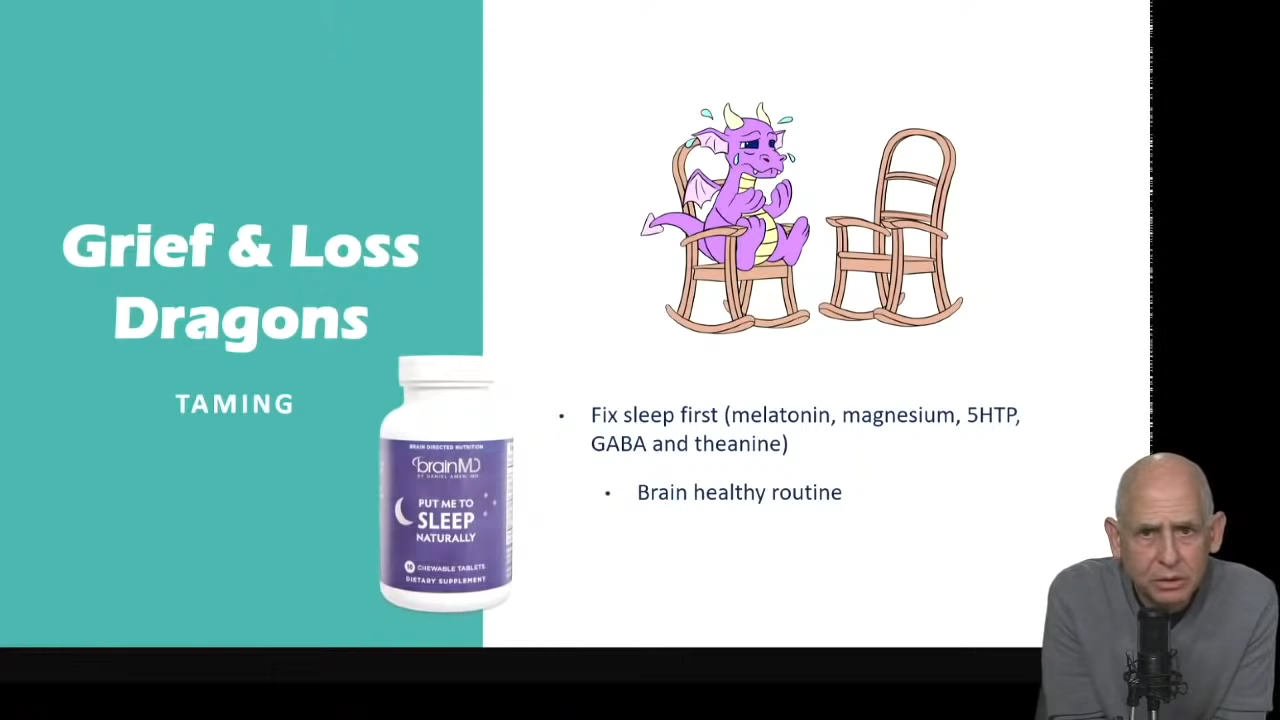 Grief & Loss
Dragons
TAMING
BRAIN DIRECTED NUTRITION
brainMD
BY DANIEL AMEN, MD
PUT ME TO
SLEEP
NATURALLY
CHEWABLE TABLETS
DIETARY SUPPLEMENT
• Fix sleep first (melatonin, magnesium, 5HTP,
GABA and theanine)
• Brain healthy routine